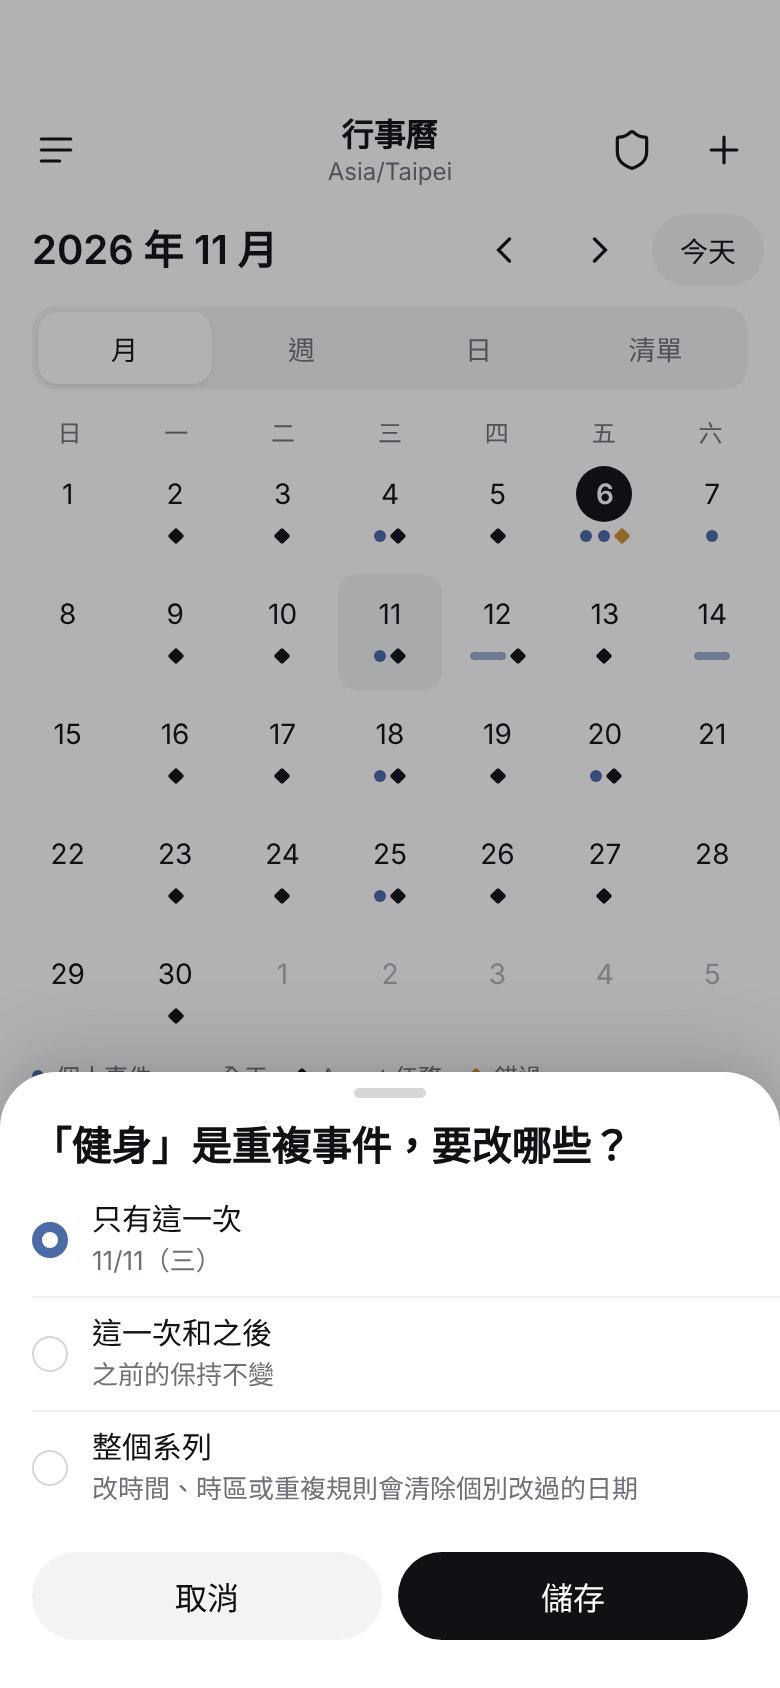 行事曆
Asia/Taipei
2026 年 11 月
今天
月 週 日 清單
日 一 二 三 四 五 六
1 2 3 4 5 6 7
8 9 10 11 12 13 14
15 16 17 18 19 20 21
22 23 24 25 26 27 28
29 30 1 2 3 4 5
「健身」是重複事件，要改哪些？
只有這一次
11/11（三）
這一次和之後
之前的保持不變
整個系列
改時間、時區或重複規則會清除個別改過的日期
取消
儲存